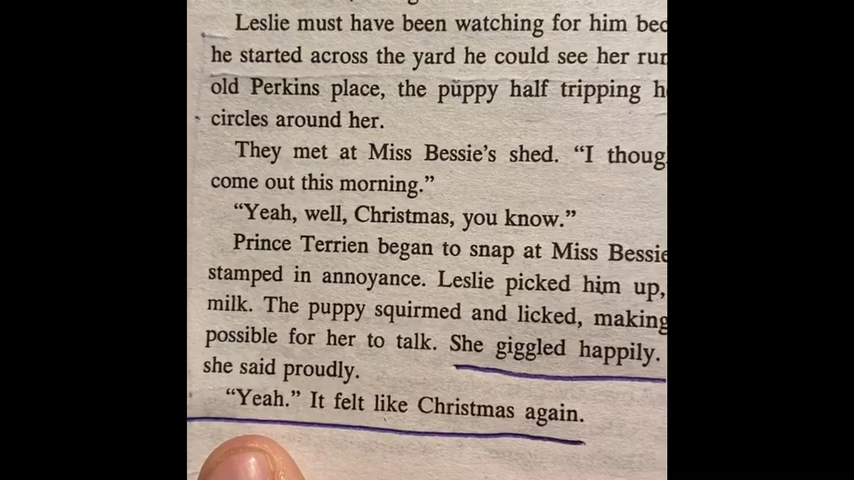 Leslie must have been watching for him bec
he started across the yard he could see her rur
old Perkins place, the puppy half tripping h
circles around her.
They met at Miss Bessie's shed. “I thoug
come out this morning.”
“Yeah, well, Christmas, you know.”
Prince Terrien began to snap at Miss Bessie
stamped in annoyance. Leslie picked him up,
milk. The puppy squirmed and licked, making
possible for her to talk. She giggled happily.
she said proudly.
“Yeah.” It felt like Christmas again.